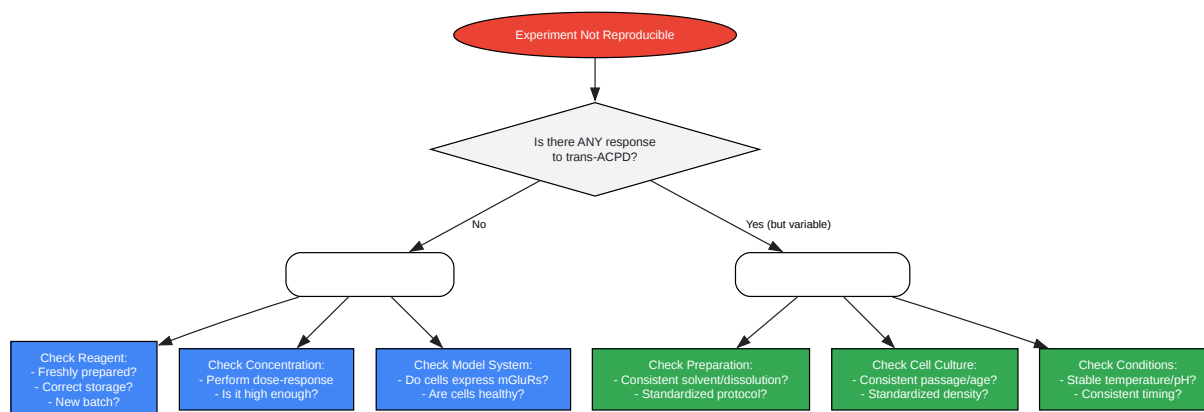 Experiment Not Reproducible
Is there ANY response
to trans-ACPD?
No
Yes (but variable)
Check Reagent:
- Freshly prepared?
- Correct storage?
- New batch?
Check Concentration:
- Perform dose-response
- Is it high enough?
Check Model System:
- Do cells express mGluRs?
- Are cells healthy?
Check Preparation:
- Consistent solvent/dissolution?
- Standardized protocol?
Check Cell Culture:
- Consistent passage/age?
- Standardized density?
Check Conditions:
- Stable temperature/pH?
- Consistent timing?